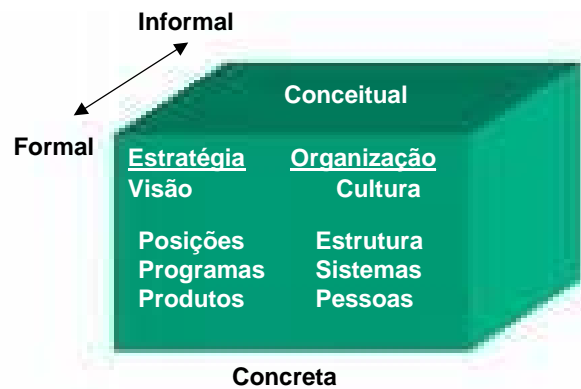 Informal
Conceitual
Formal
Estratégia Organização
Visão Cultura
Posições Estrutura
Programas Sistemas
Produtos Pessoas
Concreta